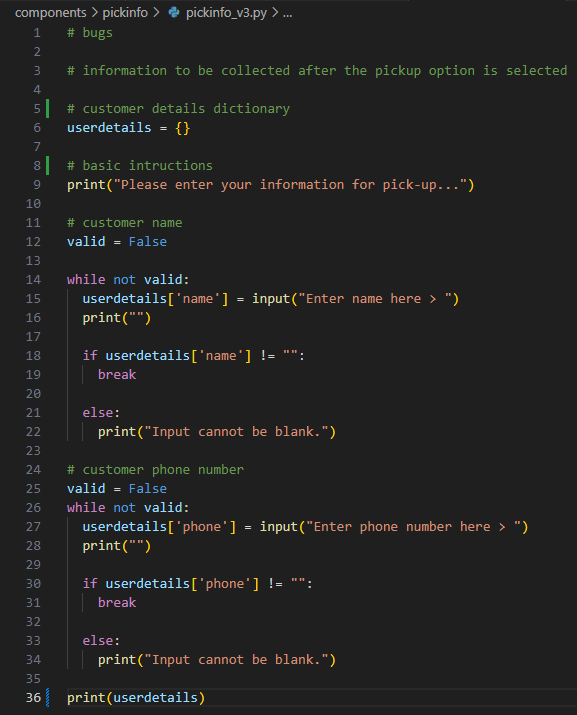 components > pickinfo > pickinfo_v3.py > ...
1 # bugs
2
3 # information to be collected after the pickup option is selected
4
5 # customer details dictionary
6 userdetails = {}
7
8 # basic intructions
9 print("Please enter your information for pick-up...")
10
11 # customer name
12 valid = False
13
14 while not valid:
15   userdetails['name'] = input("Enter name here > ")
16   print("")
17
18   if userdetails['name'] != "":
19     break
20
21   else:
22     print("Input cannot be blank.")
23
24 # customer phone number
25 valid = False
26 while not valid:
27   userdetails['phone'] = input("Enter phone number here > ")
28   print("")
29
30   if userdetails['phone'] != "":
31     break
32
33   else:
34     print("Input cannot be blank.")
35
36 print(userdetails)